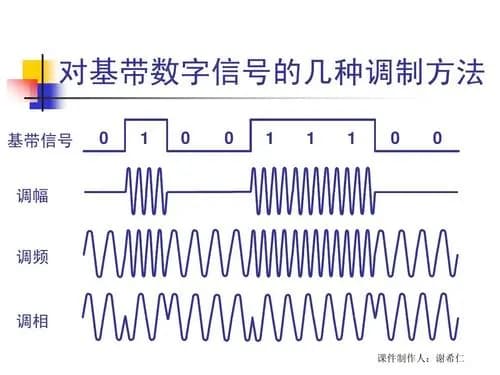 对基带数字信号的几种调制方法
基带信号 0 1 0 0 1 1 1 0 0
调幅
调频
调相
课件制作人：谢希仁